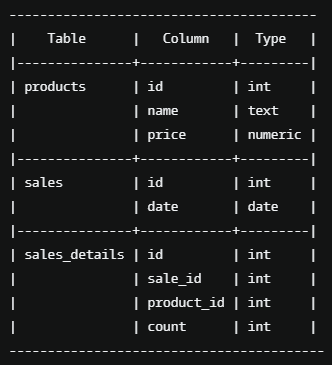 ----------------------------------------
|    Table      |   Column   |  Type   |
|---------------+------------+---------|
| products      | id         | int     |
|               | name       | text    |
|               | price      | numeric |
|---------------+------------+---------|
| sales         | id         | int     |
|               | date       | date    |
|---------------+------------+---------|
| sales_details | id         | int     |
|               | sale_id    | int     |
|               | product_id | int     |
|               | count      | int     |
-----------------------------------------